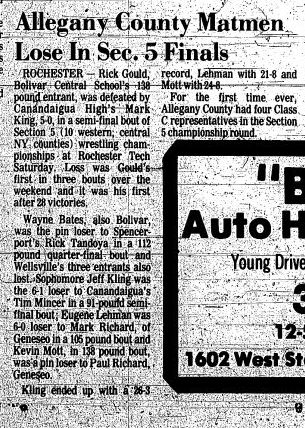 Allegany County Matmen
Lose In Sec. 5 Finals
ROCHESTER — Rick Gould,
Bolivar Central School's 138
pound entrant, was defeated by
Canandaigua High's Mark
King, 5-0, in a semi-final bout of
Section 5 (10 western, central
NY counties) wrestling cham-
pionships at Rochester Tech
Saturday. Loss was Gould's
first in three bouts over the
weekend and it was his first
after 28 victories.
Wayne Bates, also Bolivar,
was the pin loser to Spencer-
port's Rick Tandoya in a 112
pound quarter-final bout and
Wellsville's three entrants also
lost. Sophomore Jeff Kling was
the 6-1 loser to Canandaigua's
Tim Mincer in a 91-pound semi-
final bout; Eugene Lehman was
6-0 loser to Mark Richard, of
Geneseo in a 105 pound bout and
Kevin Mott, in 138 pound bout,
was a pin loser to Paul Richard,
Geneseo.
Kling ended up with a 26-3
record, Lehman with 21-8 and
Mott with 24-8.
For the first time ever,
Allegany County had four Class
C representatives in the Section
5 championship round.
"B
Auto H
Young Drive
3
12-
1602 West St